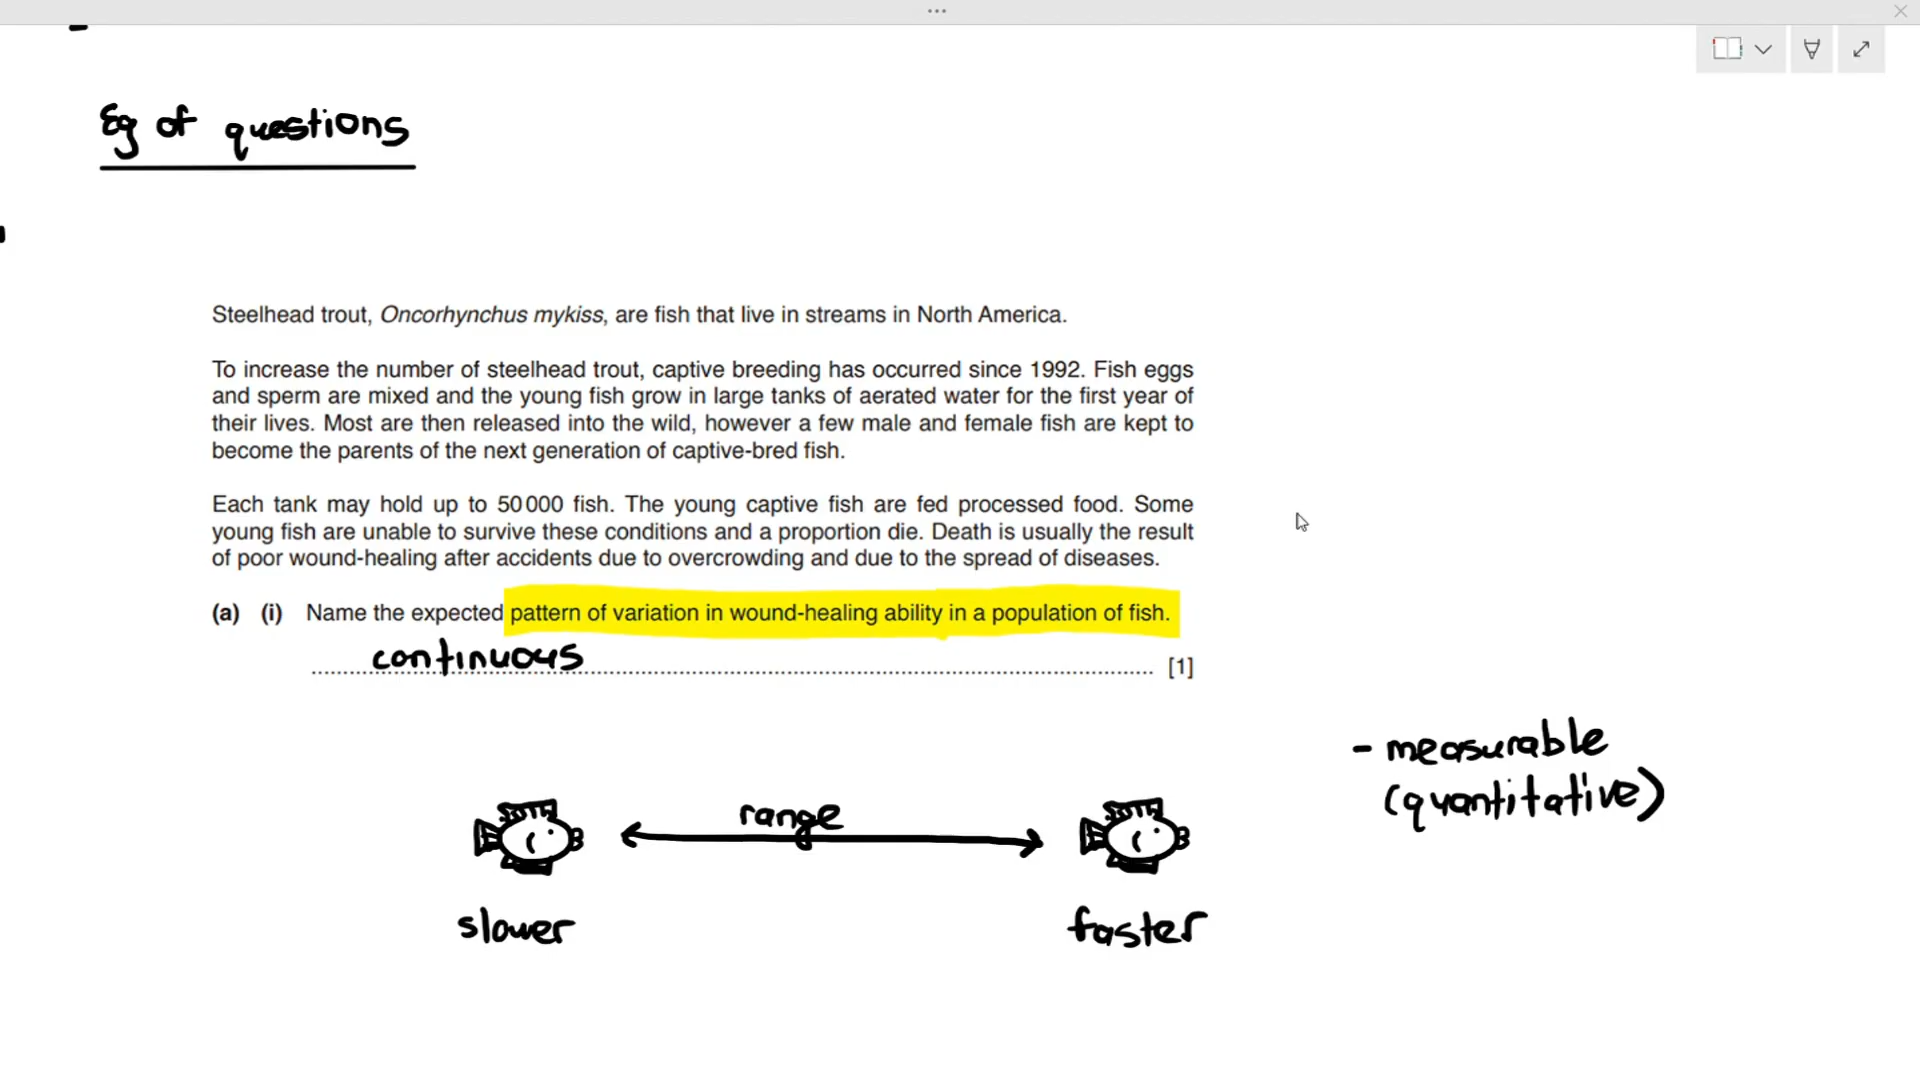 Eg of questions
Steelhead trout, Oncorhynchus mykiss, are fish that live in streams in North America.
To increase the number of steelhead trout, captive breeding has occurred since 1992. Fish eggs
and sperm are mixed and the young fish grow in large tanks of aerated water for the first year of
their lives. Most are then released into the wild, however a few male and female fish are kept to
become the parents of the next generation of captive-bred fish.
Each tank may hold up to 50 000 fish. The young captive fish are fed processed food. Some
young fish are unable to survive these conditions and a proportion die. Death is usually the result
of poor wound-healing after accidents due to overcrowding and due to the spread of diseases.
(a) (i) Name the expected pattern of variation in wound-healing ability in a population of fish.
continuous
[1]
- measurable
(quantitative)
range
slower
faster